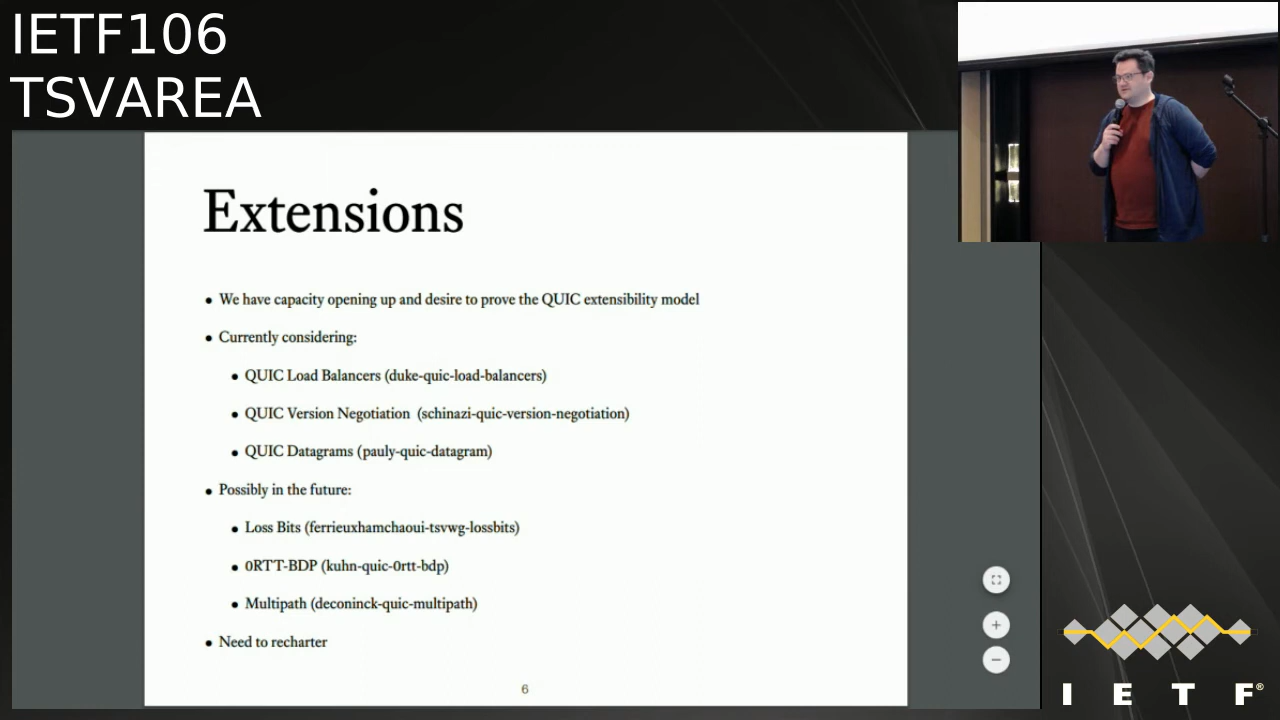 IETF106
TSVAREA
Extensions
• We have capacity opening up and desire to prove the QUIC extensibility model
• Currently considering:
• QUIC Load Balancers (duke-quic-load-balancers)
• QUIC Version Negotiation (schinazi-quic-version-negotiation)
• QUIC Datagrams (pauly-quic-datagram)
• Possibly in the future:
• Loss Bits (ferrieuxhamchaoui-tsvwg-lossbits)
• 0RTT-BDP (kuhn-quic-0rtt-bdp)
• Multipath (deconinck-quic-multipath)
• Need to recharter
6
I E T F®